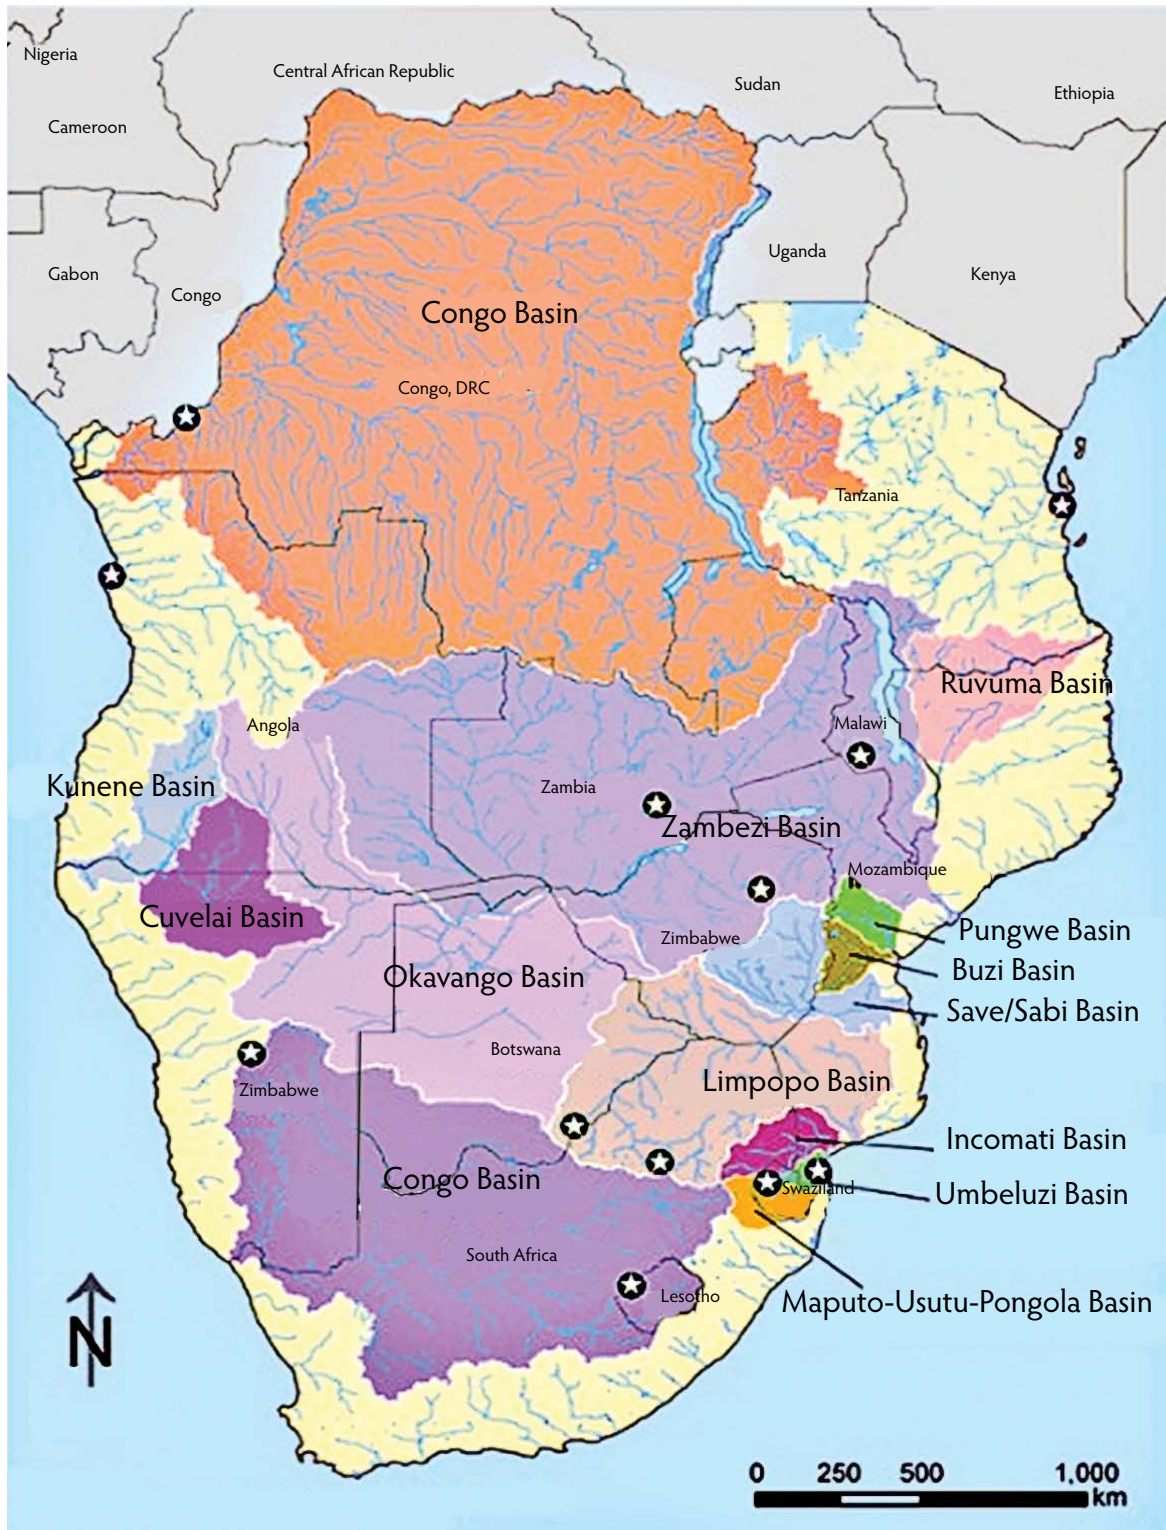 Nigeria
Central African Republic
Sudan
Ethiopia
Cameroon
Uganda
Gabon
Kenya
Congo
Congo Basin
Congo, DRC
Tanzania
Ruvuma Basin
Angola
Malawi
Kunene Basin
Zambia
Zambezi Basin
Mozambique
Cuvelai Basin
Zimbabwe
Pungwe Basin
Okavango Basin
Buzi Basin
Save/Sabi Basin
Botswana
Zimbabwe
Limpopo Basin
Incomati Basin
Congo Basin
Swaziland
Umbeluzi Basin
South Africa
Lesotho
Maputo-Usutu-Pongola Basin
N
0 250 500 1,000
km